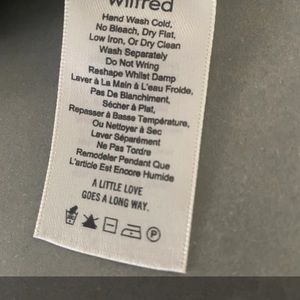 wilfred
Hand Wash Cold,
No Bleach, Dry Flat,
Low Iron, Or Dry Clean
Wash Separately
Do Not Wring
Reshape Whilst Damp
Laver À La Main à L'eau Froide,
Pas De Blanchiment,
Sécher à Plat,
Repasser à Basse Température,
Ou Nettoyer à Sec
Laver Séparément
Ne Pas Tordre
Remodeler Pendant Que
L'article Est Encore Humide
A LITTLE LOVE
GOES A LONG WAY.
P